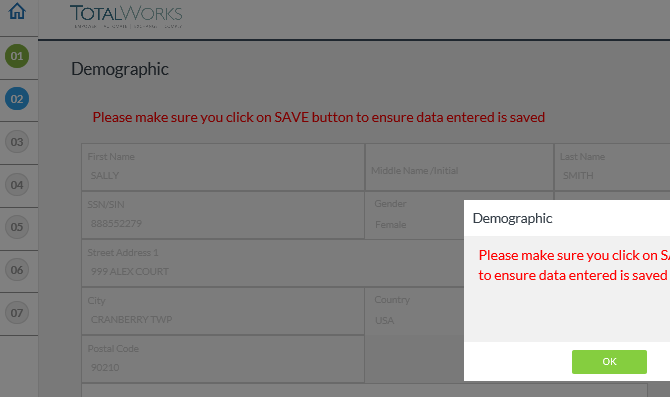 TOTALWORKS
01
02
03
04
05
06
07
Demographic
Please make sure you click on SAVE button to ensure data entered is saved
First Name
SALLY
Middle Name /Initial
Last Name
SMITH
SSN/SIN
888552279
Gender
Female
Street Address 1
999 ALEX COURT
City
CRANBERRY TWP
Country
USA
Postal Code
90210
Demographic
Please make sure you click on SA
to ensure data entered is saved
OK